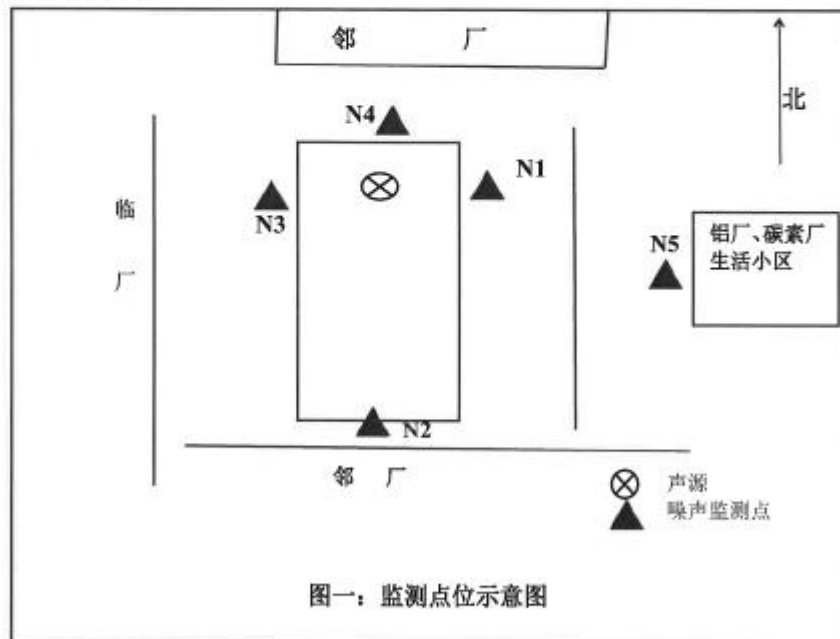 邻 厂
北
N4
N1
N3
临
厂
N5
铝厂、碳素厂
生活小区
N2
邻 厂
声源
噪声监测点
图一：监测点位示意图